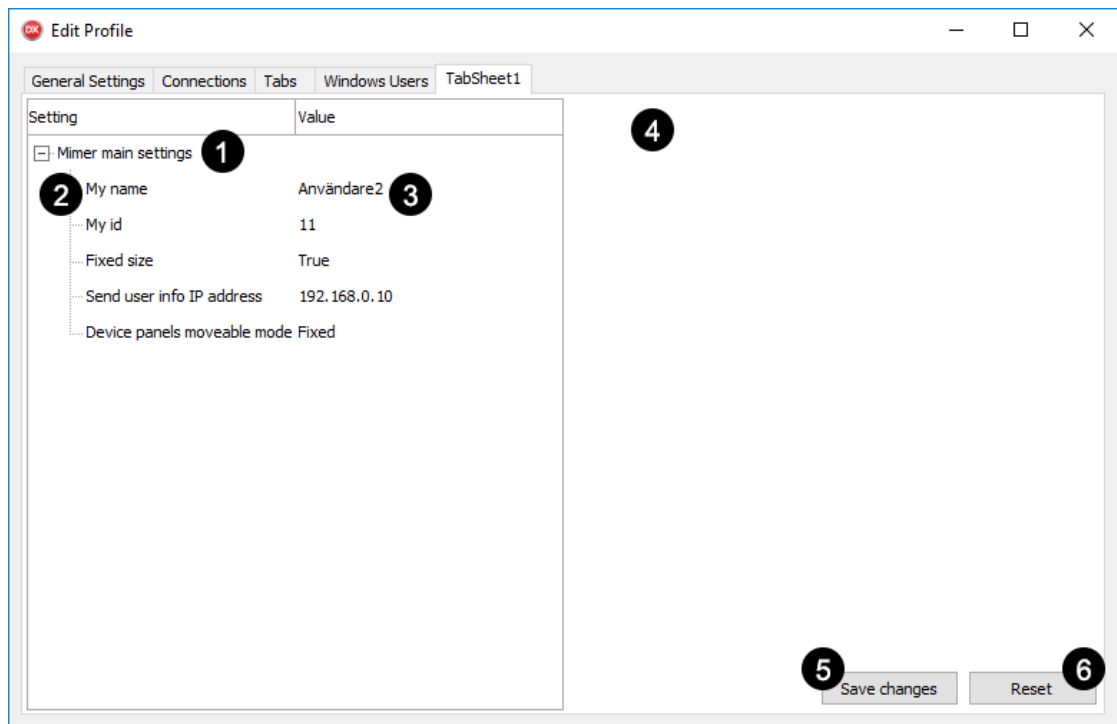 DX Edit Profile
General Settings Connections Tabs Windows Users TabSheet1
Setting Value
4
Mimer main settings 1
2 My name Användare2 3
My id 11
Fixed size True
Send user info IP address 192.168.0.10
Device panels moveable mode Fixed
5 6
Save changes Reset